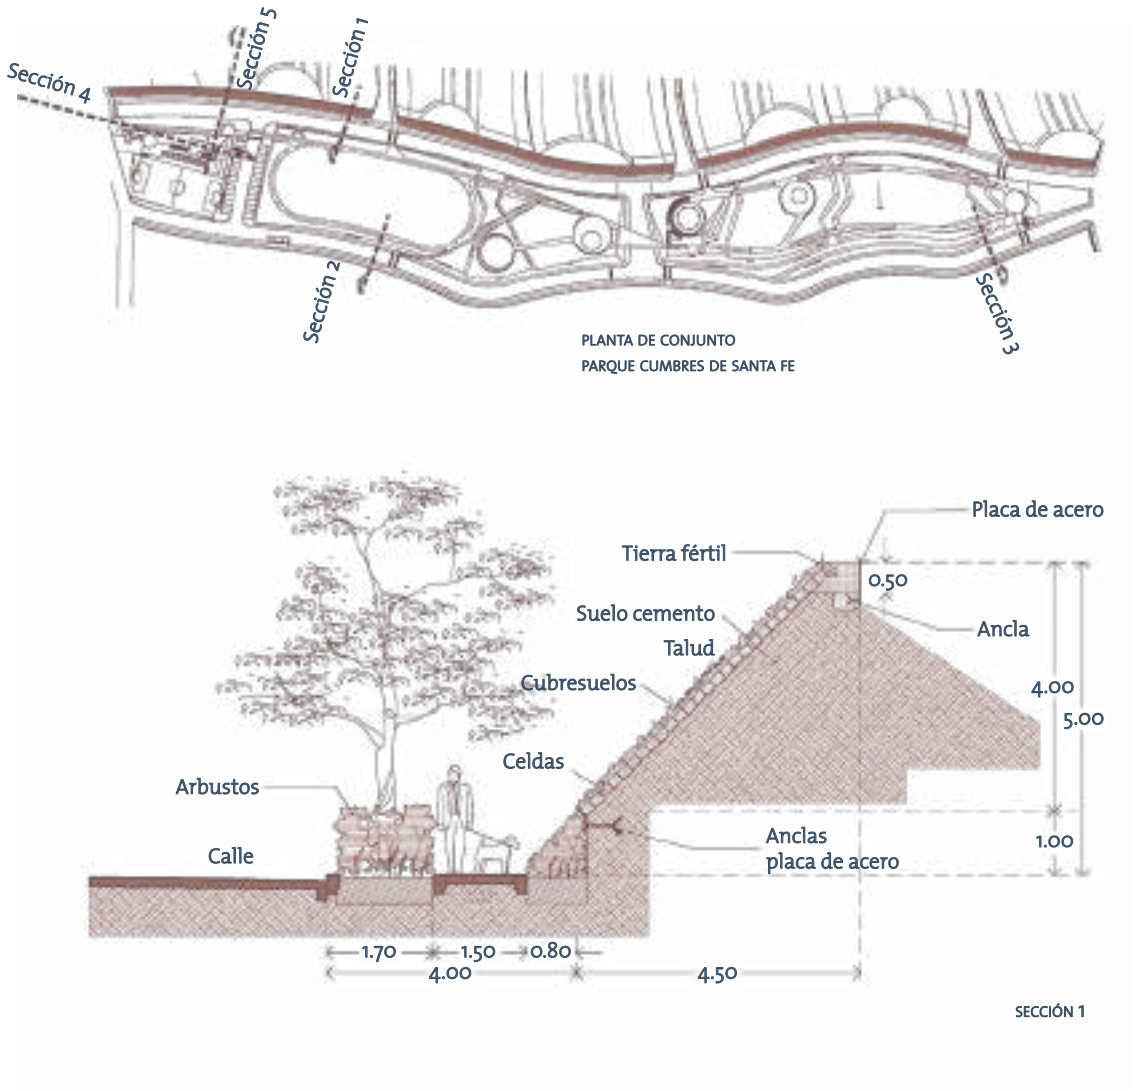 Sección 4
Sección 5
Sección 1
Sección 2
Sección 3
PLANTA DE CONJUNTO
PARQUE CUMBRES DE SANTA FE
Placa de acero
Tierra fértil
0.50
Suelo cemento
Ancla
Talud
Cubresuelos
4.00
5.00
Celdas
Arbustos
Anclas
placa de acero
1.00
Calle
1.70
1.50
0.80
4.00
4.50
SECCIÓN 1